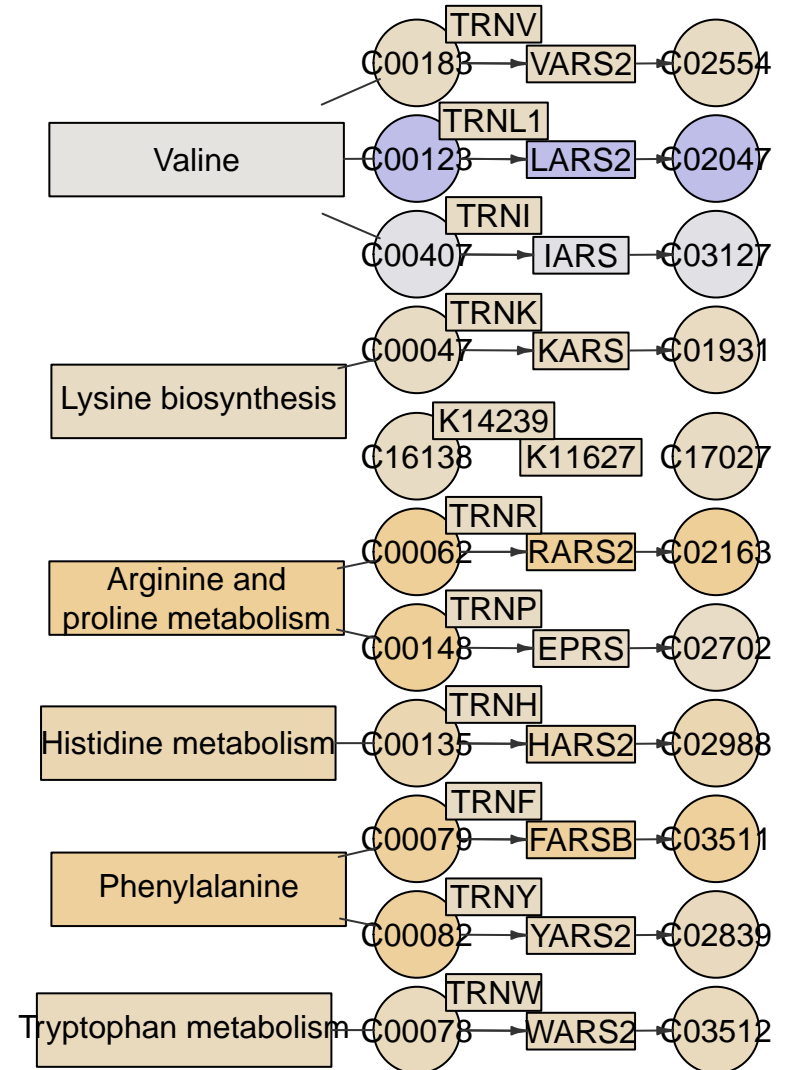 TRNV
C00183
VARS2
C02554
Valine
TRNL1
C00123
LARS2
C02047
TRNI
C00407
IARS
C03127
TRNK
C00047
KARS
C01931
Lysine biosynthesis
K14239
C16138
K11627
C17027
TRNR
C00062
RARS2
C02163
Arginine and
proline metabolism
TRNP
C00148
EPRS
C02702
TRNH
Histidine metabolism
C00135
HARS2
C02988
TRNF
C00079
FARSB
C03511
Phenylalanine
TRNY
C00082
YARS2
C02839
TRNW
Tryptophan metabolism
C00078
WARS2
C03512